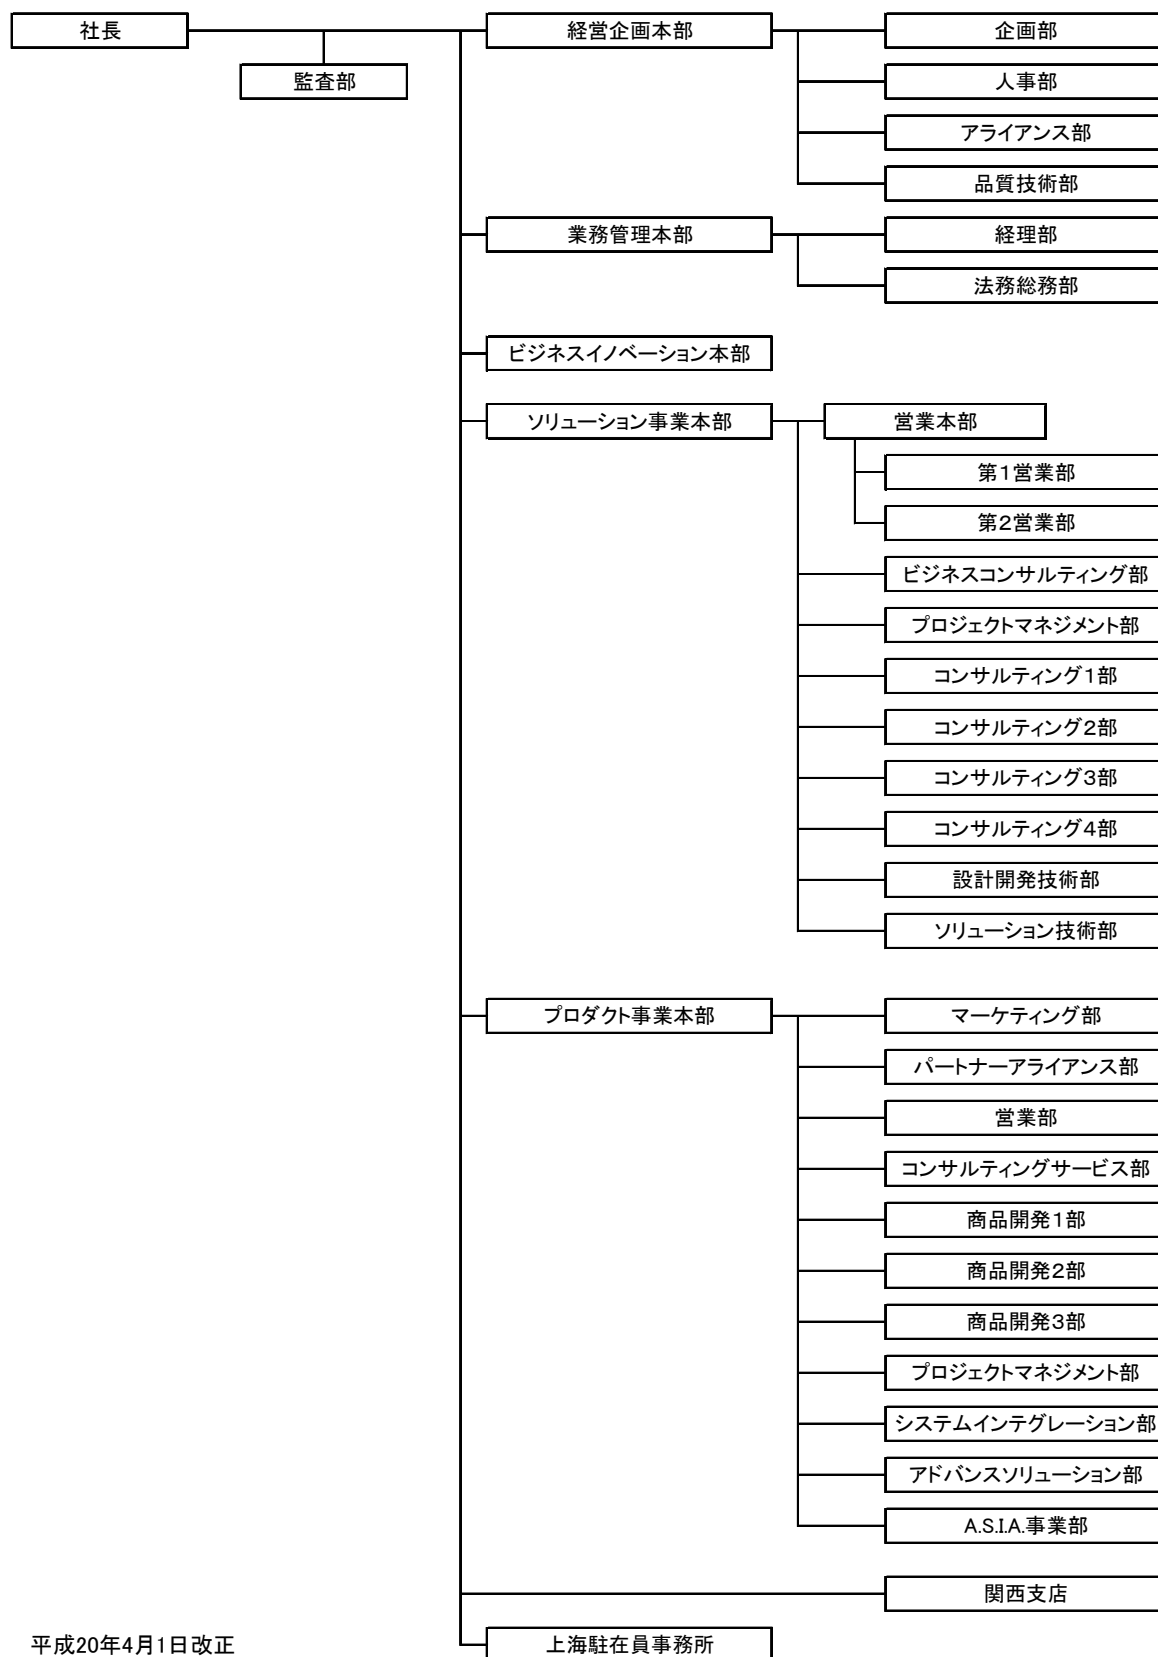 社長
経営企画本部
企画部
監査部
人事部
アライアンス部
品質技術部
業務管理本部
経理部
法務総務部
ビジネスイノベーション本部
ソリューション事業本部
営業本部
第1営業部
第2営業部
ビジネスコンサルティング部
プロジェクトマネジメント部
コンサルティング1部
コンサルティング2部
コンサルティング3部
コンサルティング4部
設計開発技術部
ソリューション技術部
プロダクト事業本部
マーケティング部
パートナーアライアンス部
営業部
コンサルティングサービス部
商品開発1部
商品開発2部
商品開発3部
プロジェクトマネジメント部
システムインテグレーション部
アドバンスソリューション部
A.S.I.A.事業部
関西支店
平成20年4月1日改正
上海駐在員事務所